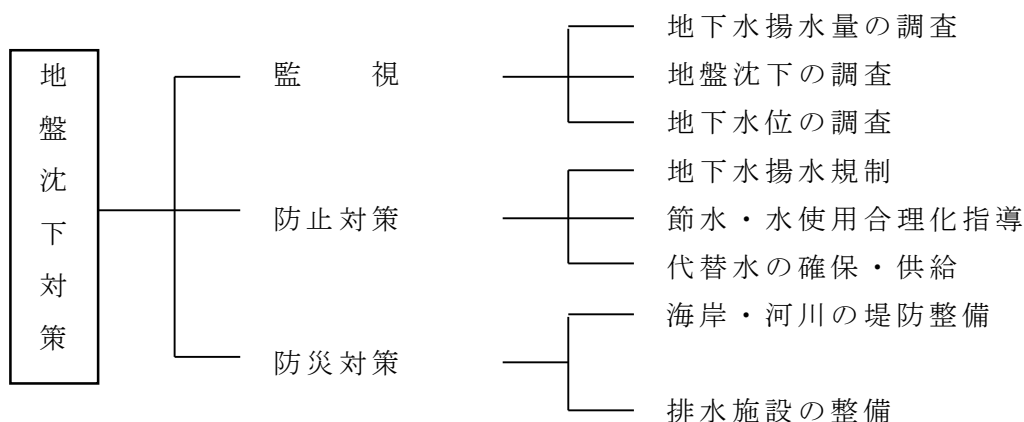 地盤沈下対策
監視
地下水揚水量の調査
地盤沈下の調査
地下水位の調査
防止対策
地下水揚水規制
節水・水使用合理化指導
代替水の確保・供給
防災対策
海岸・河川の堤防整備
排水施設の整備